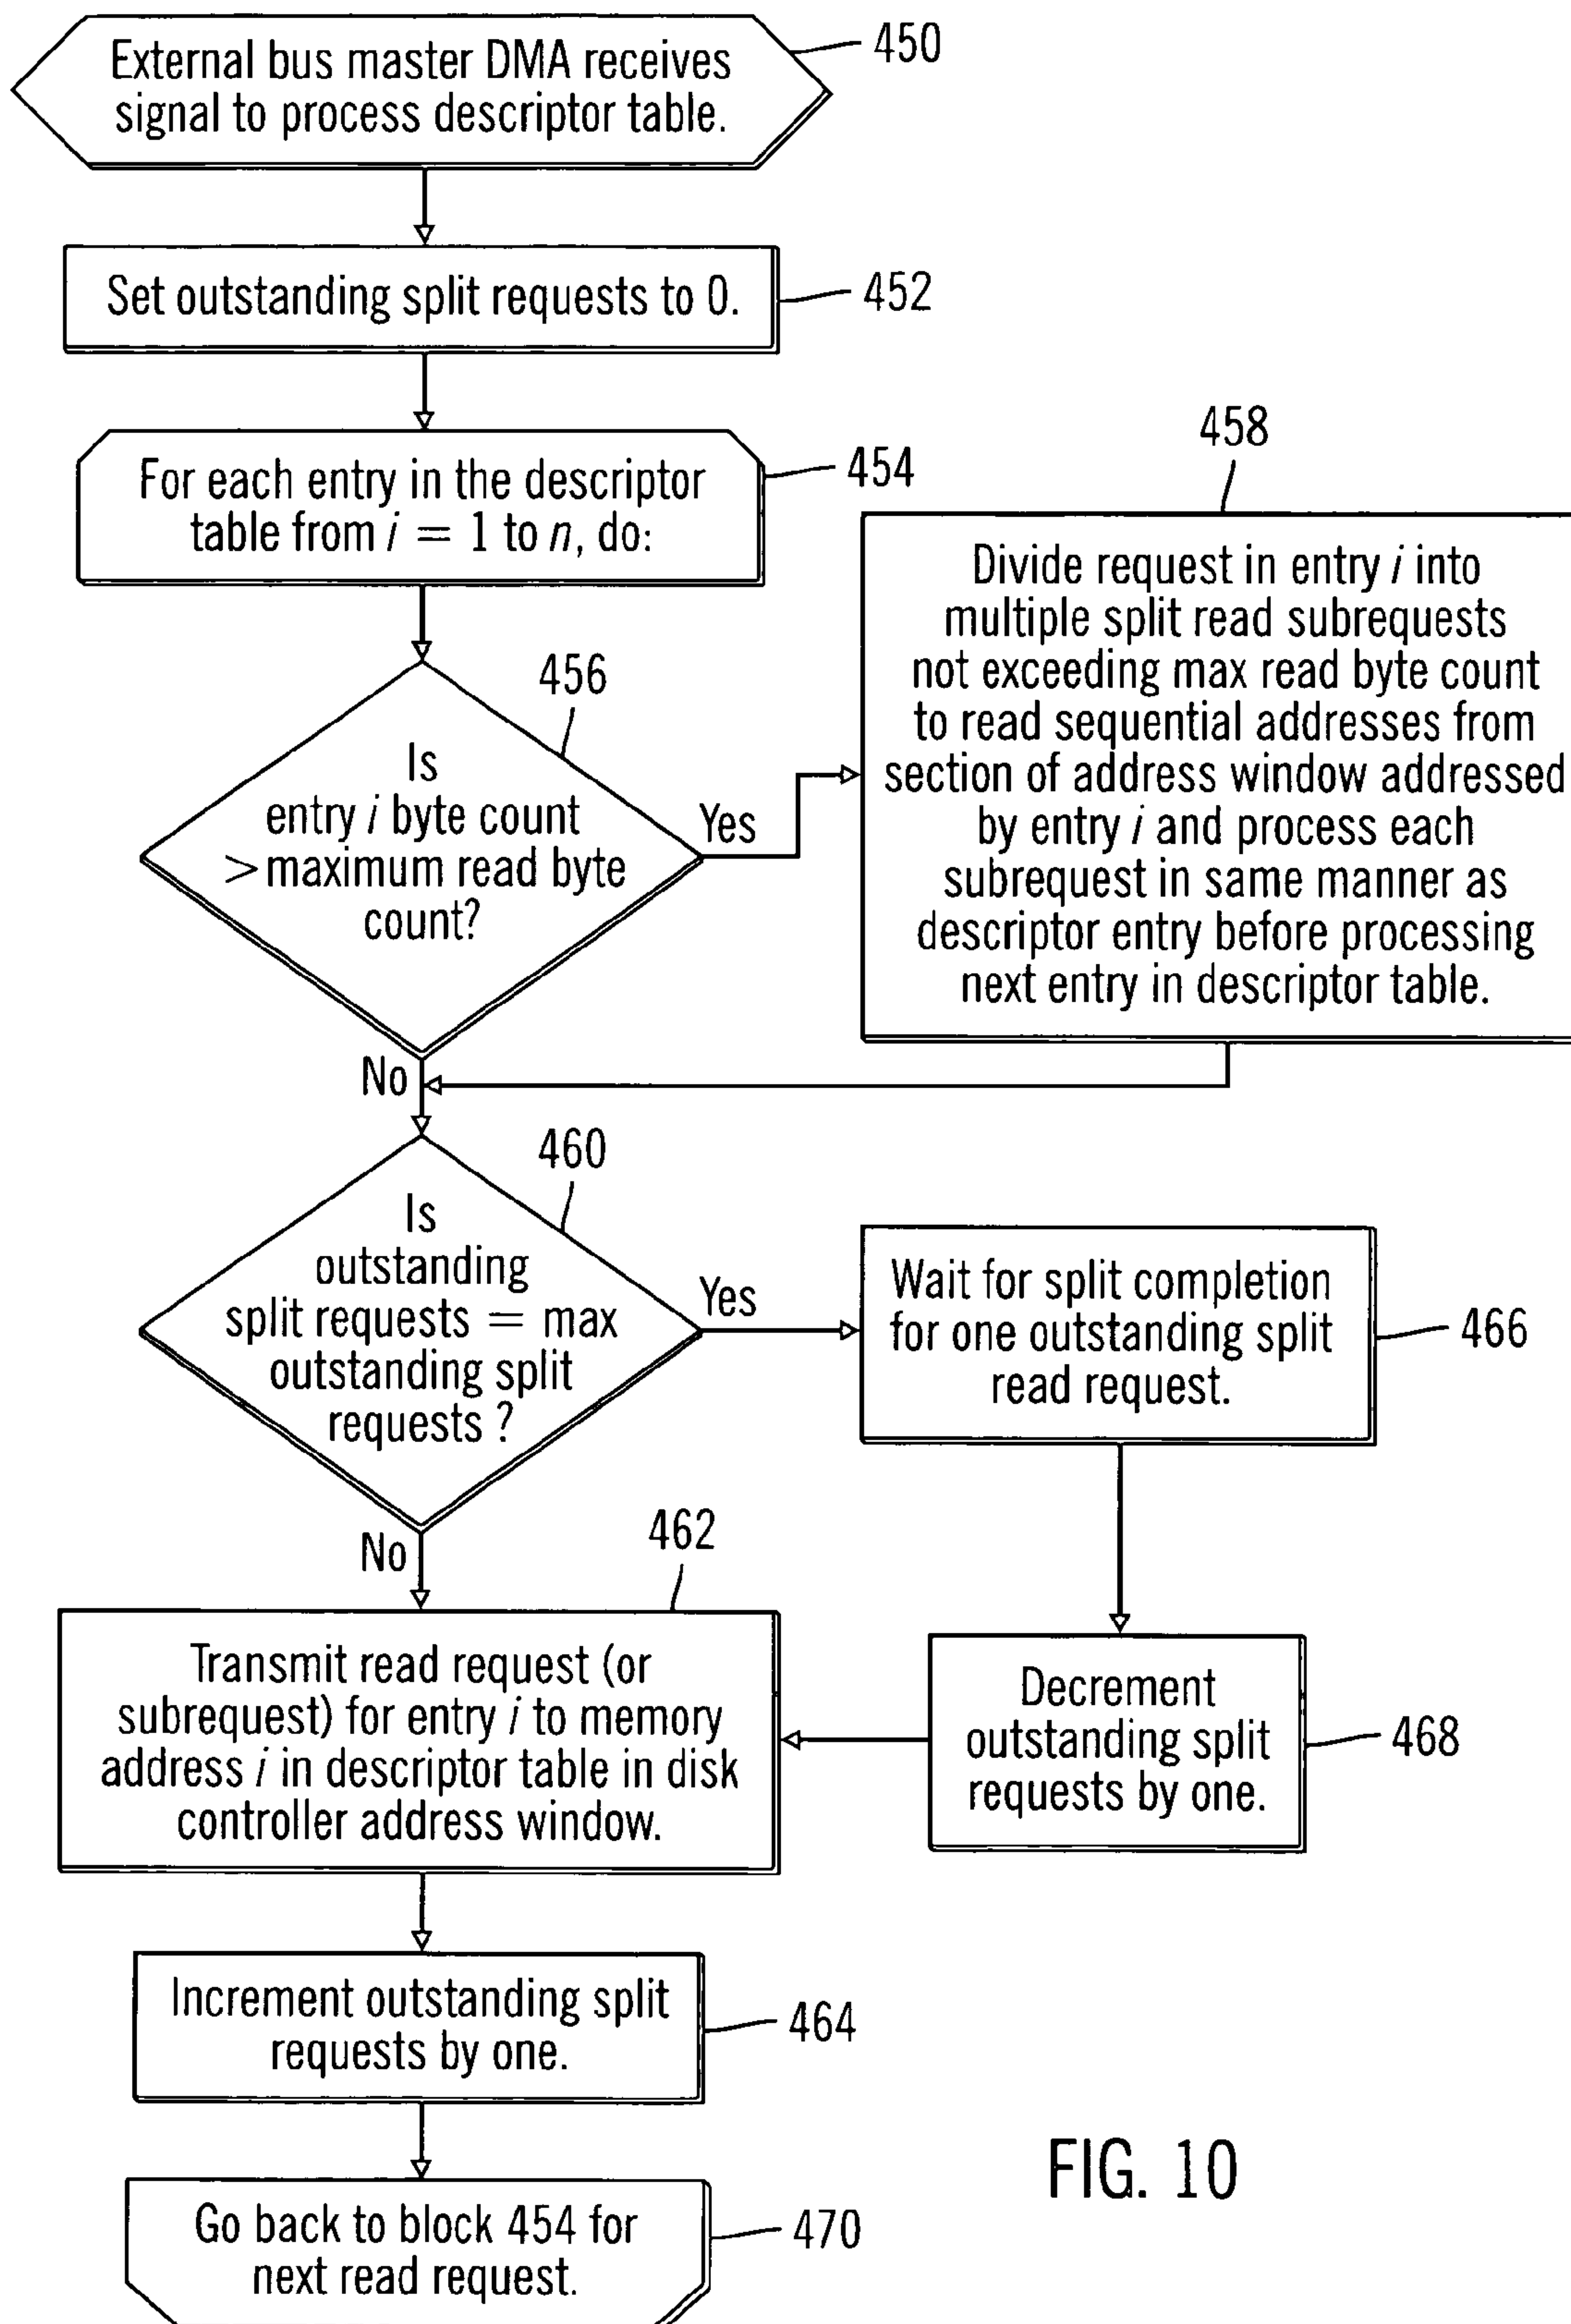 External bus master DMA receives
signal to process descriptor table.
450
Set outstanding split requests to 0.
452
For each entry in the descriptor
table from i = 1 to n, do:
454
458
Divide request in entry i into
multiple split read subrequests
not exceeding max read byte count
to read sequential addresses from
section of address window addressed
by entry i and process each
subrequest in same manner as
descriptor entry before processing
next entry in descriptor table.
456
Is
entry i byte count
> maximum read byte
count?
Yes
No
460
Is
outstanding
split requests = max
outstanding split
requests ?
Yes
No
Wait for split completion
for one outstanding split
read request.
466
462
Transmit read request (or
subrequest) for entry i to memory
address i in descriptor table in disk
controller address window.
Decrement
outstanding split
requests by one.
468
Increment outstanding split
requests by one.
464
Go back to block 454 for
next read request.
470
FIG. 10